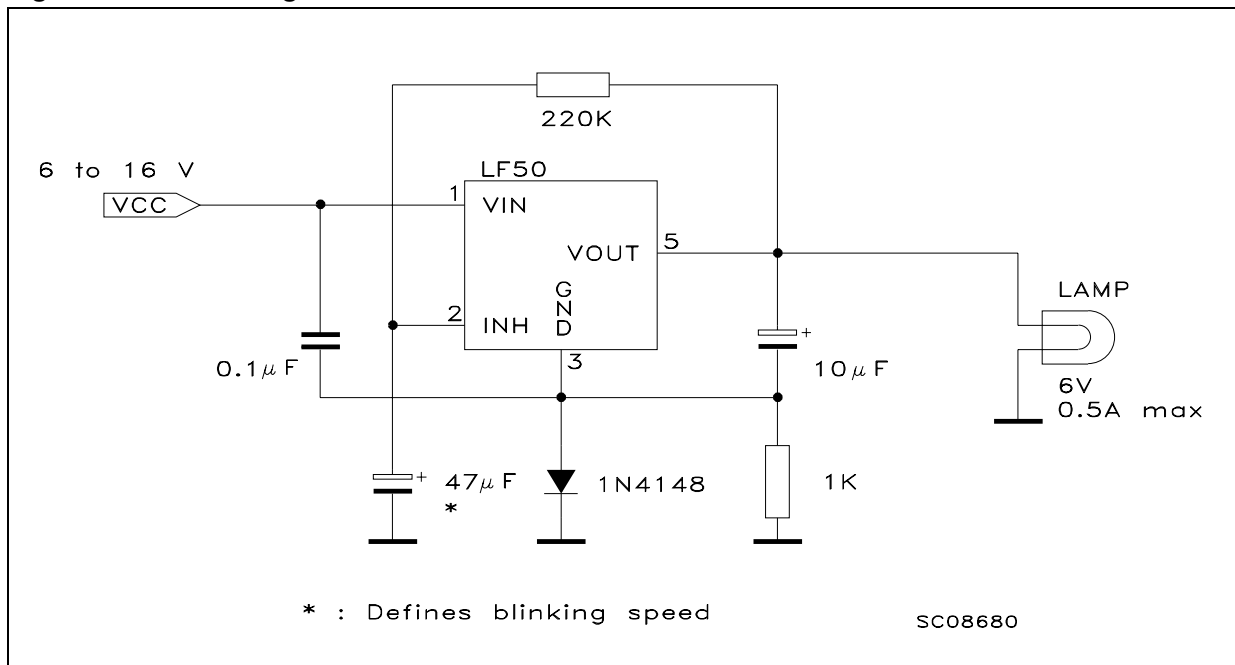 220K
6 to 16 V
VCC
LF50
1
VIN
VOUT
5
2
INH
GND
3
0.1μF
+
10μF
LAMP
6V
0.5A max
+
47μF
*
1N4148
1K
* : Defines blinking speed
SC08680